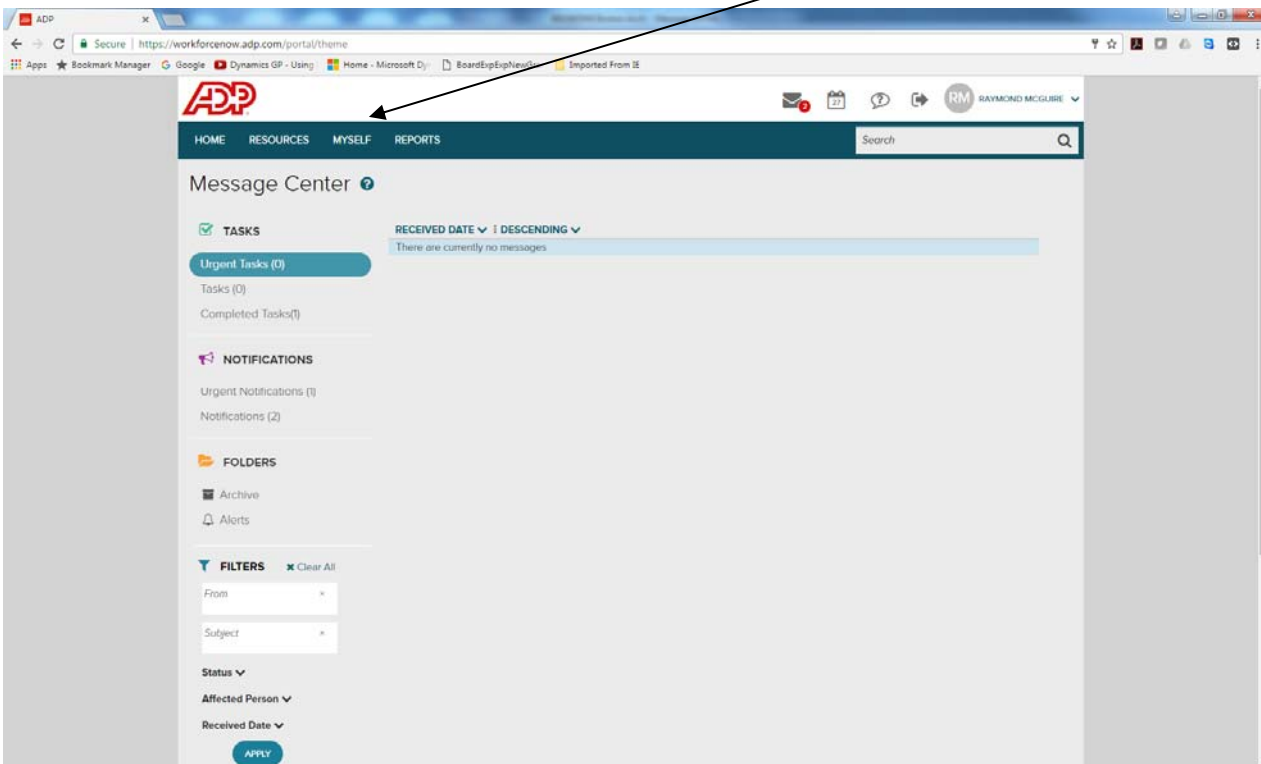 ADP
Secure | https://workforcenow.adp.com/portal/theme
Apps Bookmark Manager Google Dynamics GP - Using Home - Microsoft Dy Imported From IE
ADP
2 27 RM RAYMOND MCGUIRE
HOME RESOURCES MYSELF REPORTS Search
Message Center
TASKS
RECEIVED DATE DESCENDING
There are currently no messages
Urgent Tasks (0)
Tasks (0)
Completed Tasks(1)
NOTIFICATIONS
Urgent Notifications (1)
Notifications (2)
FOLDERS
Archive
Alerts
FILTERS × Clear All
From ×
Subject ×
Status
Affected Person
Received Date
APPLY